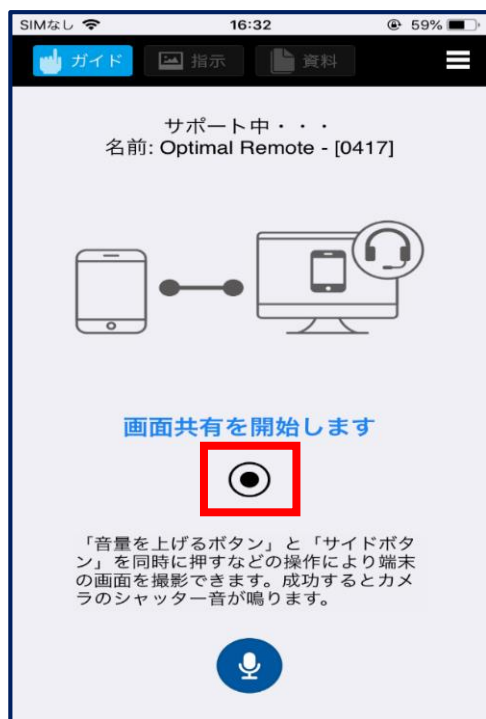 SIMなし 16:32 59%
ガイド 指示 資料
サポート中・・・
名前: Optimal Remote - [0417]
画面共有を開始します
「音量を上げるボタン」と「サイドボタ
ン」を同時に押すなどの操作により端末
の画面を撮影できます。成功するとカメ
ラのシャッター音が鳴ります。